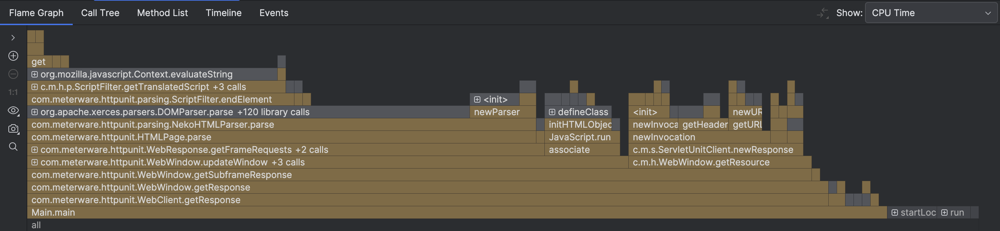 Flame Graph Call Tree Method List Timeline Events Show: CPU Time
get
org.mozilla.javascript.Context.evaluateString
c.m.h.p.ScriptFilter.getTranslatedScript +3 calls
com.meterware.httpunit.parsing.ScriptFilter.endElement <init>
org.apache.xerces.parsers.DOMParser.parse +120 library calls newParser defineClass <init> newUR
com.meterware.httpunit.parsing.NekoHTMLParser.parse initHTMLObjec newInvoca getHeader getURL
com.meterware.httpunit.HTMLPage.parse JavaScript.run newInvocation
com.meterware.httpunit.WebResponse.getFrameRequests +2 calls associate c.m.s.ServletUnitClient.newResponse
com.meterware.httpunit.WebWindow.updateWindow +3 calls c.m.h.WebWindow.getResource
com.meterware.httpunit.WebWindow.getSubframeResponse
com.meterware.httpunit.WebWindow.getResponse
com.meterware.httpunit.WebClient.getResponse
Main.main startLoc run
all
1:1